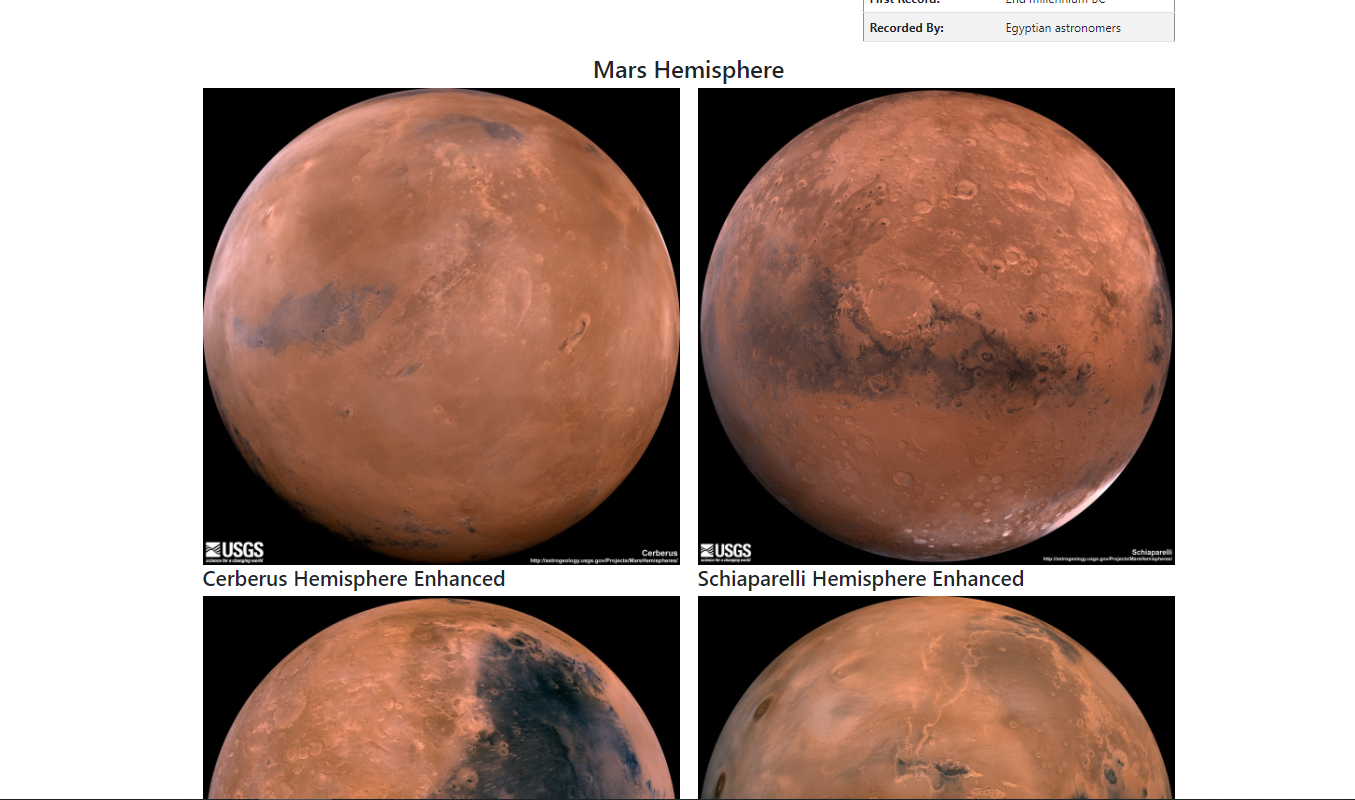 First Record: 2nd millennium BC
Recorded By: Egyptian astronomers
Mars Hemisphere
USGS
science for a changing world
Cerberus
http://astrogeology.usgs.gov/Projects/MarsHemispheres/
USGS
science for a changing world
Schiaparelli
http://astrogeology.usgs.gov/Projects/MarsHemispheres/
Cerberus Hemisphere Enhanced
Schiaparelli Hemisphere Enhanced